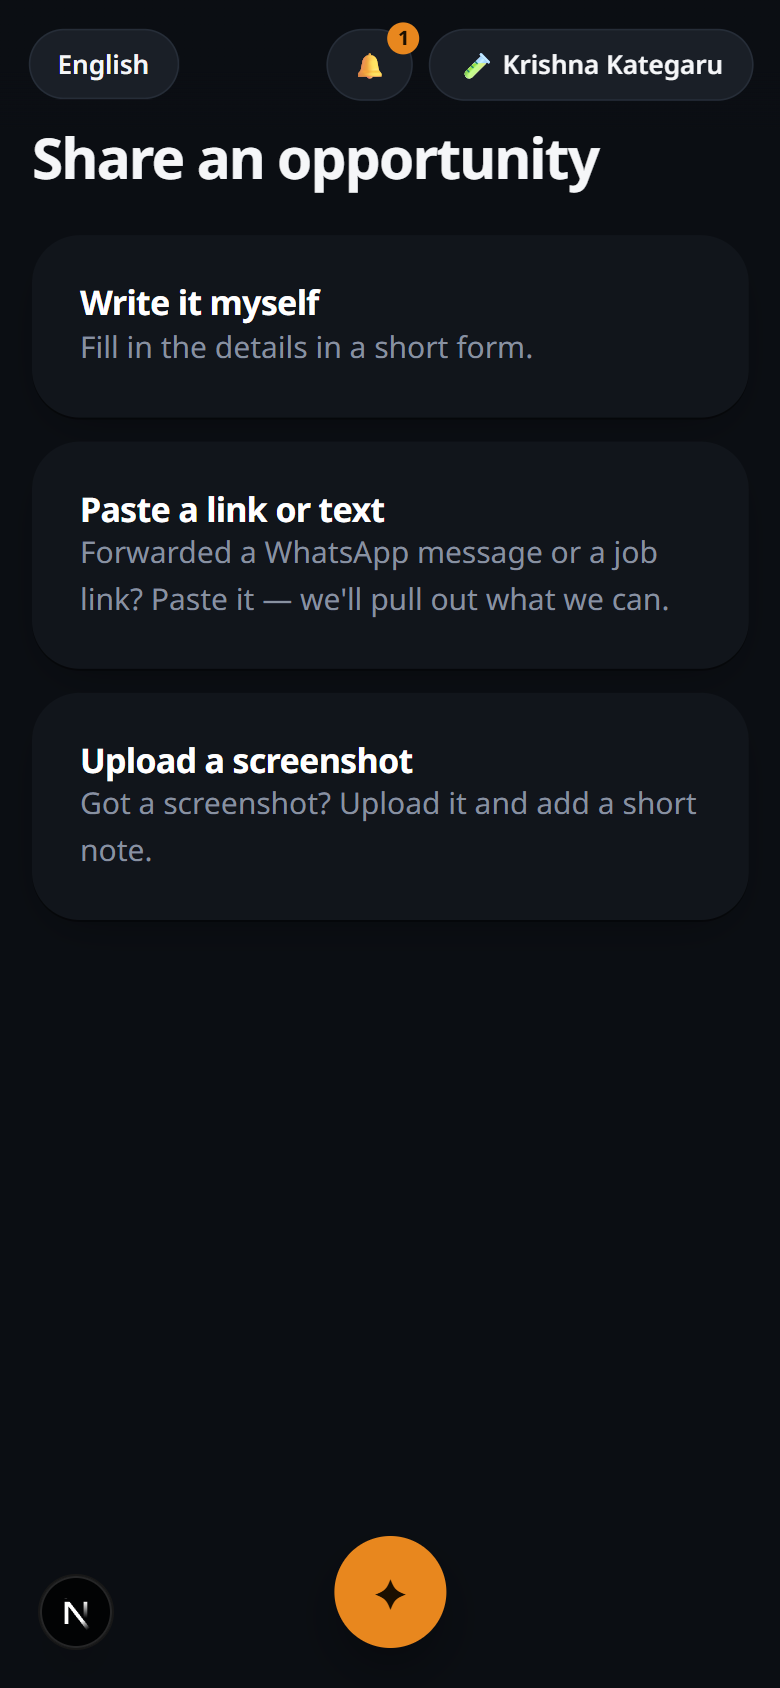 English
1
Krishna Kategaru
Share an opportunity
Write it myself
Fill in the details in a short form.
Paste a link or text
Forwarded a WhatsApp message or a job
link? Paste it — we'll pull out what we can.
Upload a screenshot
Got a screenshot? Upload it and add a short
note.
N